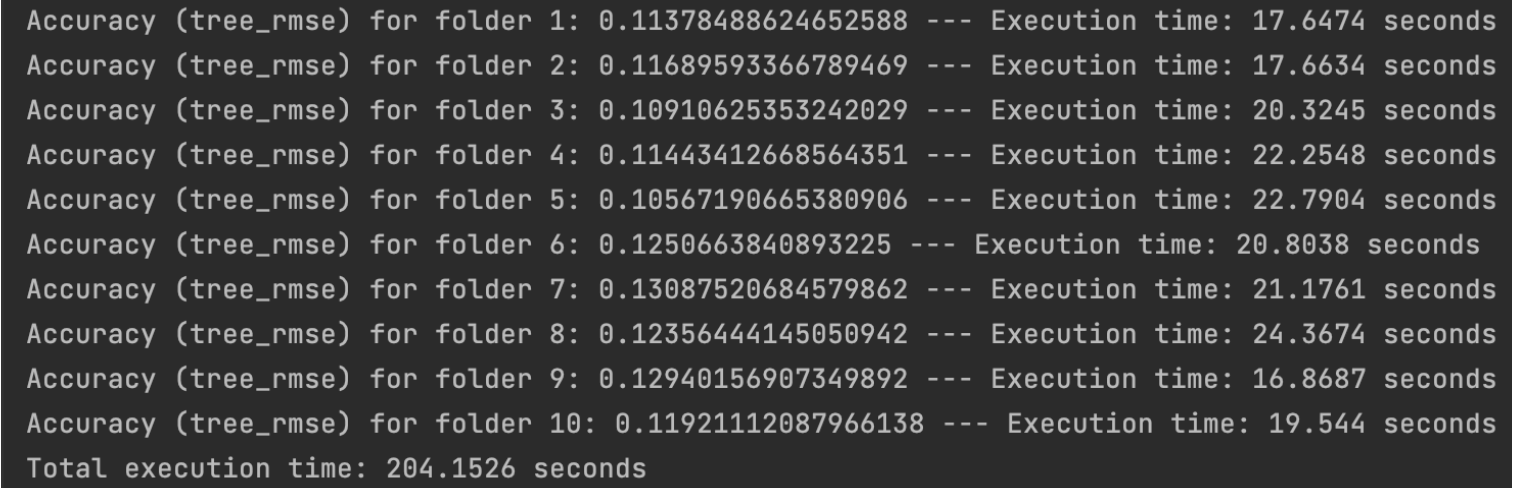 Accuracy (tree_rmse) for folder 1: 0.11378488624652588 --- Execution time: 17.6474 seconds
Accuracy (tree_rmse) for folder 2: 0.11689593366789469 --- Execution time: 17.6634 seconds
Accuracy (tree_rmse) for folder 3: 0.10910625353242029 --- Execution time: 20.3245 seconds
Accuracy (tree_rmse) for folder 4: 0.11443412668564351 --- Execution time: 22.2548 seconds
Accuracy (tree_rmse) for folder 5: 0.10567190665380906 --- Execution time: 22.7904 seconds
Accuracy (tree_rmse) for folder 6: 0.1250663840893225 --- Execution time: 20.8038 seconds
Accuracy (tree_rmse) for folder 7: 0.13087520684579862 --- Execution time: 21.1761 seconds
Accuracy (tree_rmse) for folder 8: 0.12356444145050942 --- Execution time: 24.3674 seconds
Accuracy (tree_rmse) for folder 9: 0.12940156907349892 --- Execution time: 16.8687 seconds
Accuracy (tree_rmse) for folder 10: 0.11921112087966138 --- Execution time: 19.544 seconds
Total execution time: 204.1526 seconds